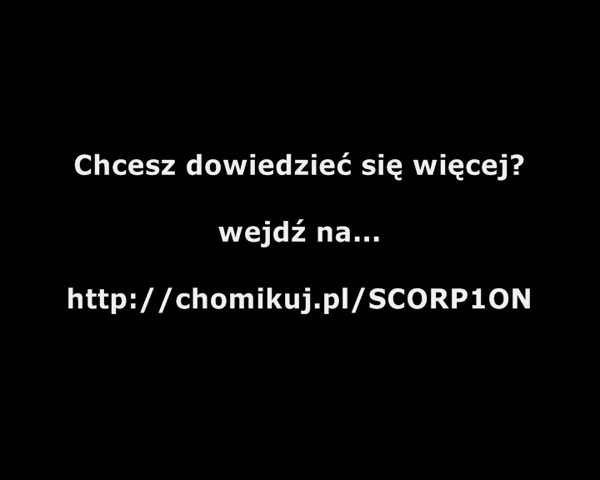 Chcesz dowiedzieć się więcej?
wejdź na...
http://chomikuj.pl/SCORP1ON